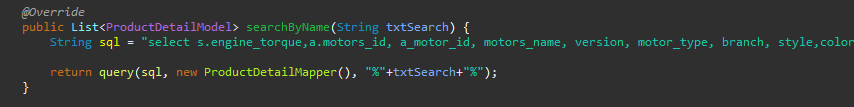 @Override
public List<ProductDetailModel> searchByName(String txtSearch) {
String sql = "select s.engine_torque,a.motors_id, a_motor_id, motors_name, version, motor_type, branch, style,color
return query(sql, new ProductDetailMapper(), "%"+txtSearch+"%");
}